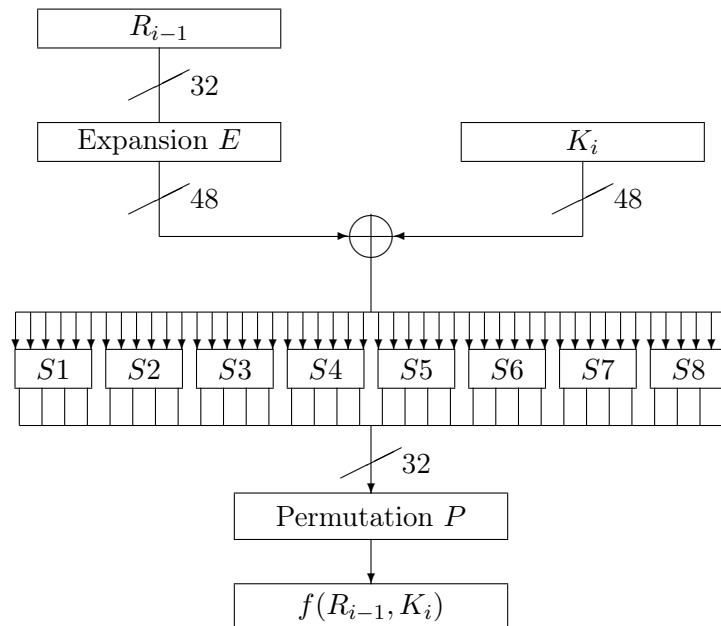 R_{i−1}
32
Expansion E
K_i
48
48
S1 S2 S3 S4 S5 S6 S7 S8
32
Permutation P
f(R_{i−1}, K_i)